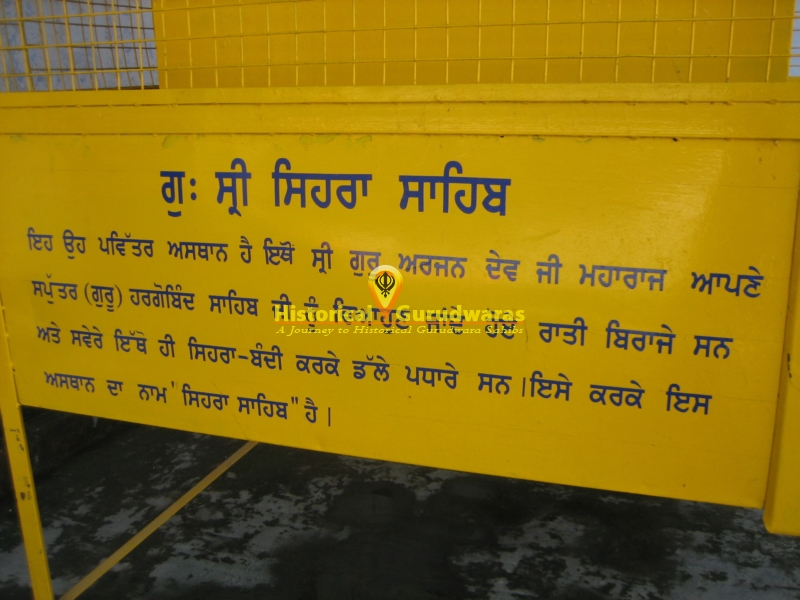 ਗੁਃ ਸ੍ਰੀ ਸਿਹਰਾ ਸਾਹਿਬ
ਇਹ ਉਹ ਪਵਿੱਤਰ ਅਸਥਾਨ ਹੈ ਇਥੋਂ ਸ੍ਰੀ ਗੁਰੂ ਅਰਜਨ ਦੇਵ ਜੀ ਮਹਾਰਾਜ ਆਪਣੇ
ਸਪੁੱਤਰ (ਗੁਰੂ) ਹਰਗੋਬਿੰਦ ਸਾਹਿਬ ਜੀ ਨੂੰ ਰਾਤੀ ਬਿਰਾਜੇ ਸਨ
Historical Gurudwaras
A Journey to Historical Gurudwara Sahibs
ਅਤੇ ਸਵੇਰੇ ਇੱਥੇ ਹੀ ਸਿਹਰਾ-ਬੰਦੀ ਕਰਕੇ ਡੱਲੇ ਪਧਾਰੇ ਸਨ।ਇਸੇ ਕਰਕੇ ਇਸ
ਅਸਥਾਨ ਦਾ ਨਾਮ "ਸਿਹਰਾ ਸਾਹਿਬ" ਹੈ।